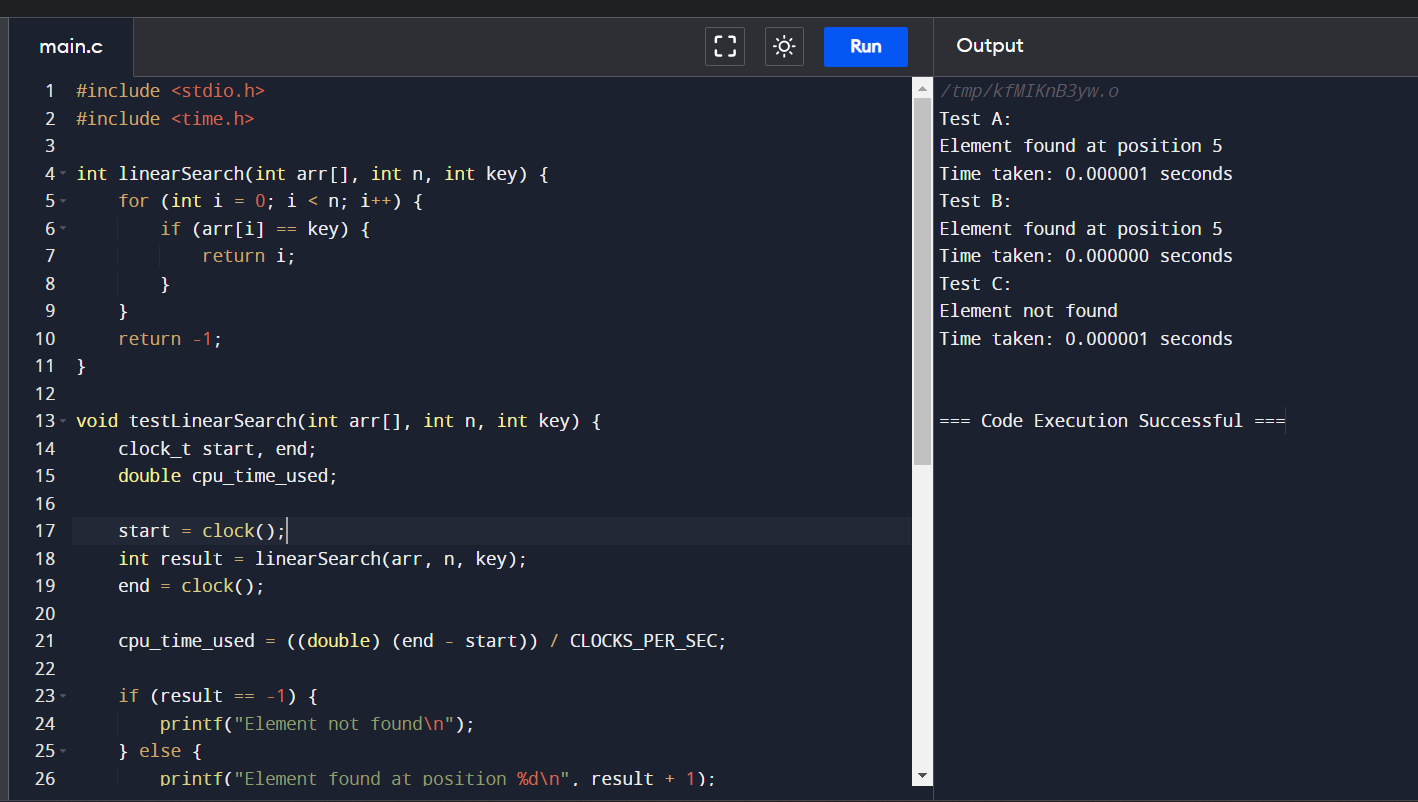 main.c
Run
Output
1 #include <stdio.h>
2 #include <time.h>
3
4 int linearSearch(int arr[], int n, int key) {
5     for (int i = 0; i < n; i++) {
6         if (arr[i] == key) {
7             return i;
8         }
9     }
10     return -1;
11 }
12
13 void testLinearSearch(int arr[], int n, int key) {
14     clock_t start, end;
15     double cpu_time_used;
16
17     start = clock();
18     int result = linearSearch(arr, n, key);
19     end = clock();
20
21     cpu_time_used = ((double) (end - start)) / CLOCKS_PER_SEC;
22
23     if (result == -1) {
24         printf("Element not found\n");
25     } else {
26         printf("Element found at position %d\n", result + 1);
/tmp/kfMIKnB3yw.o
Test A:
Element found at position 5
Time taken: 0.000001 seconds
Test B:
Element found at position 5
Time taken: 0.000000 seconds
Test C:
Element not found
Time taken: 0.000001 seconds
=== Code Execution Successful ===